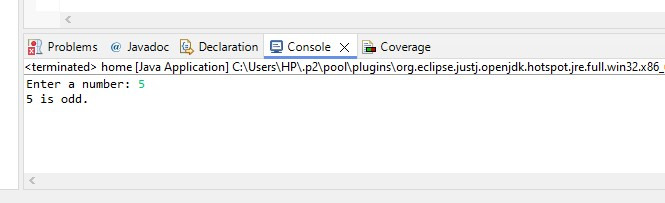 Problems @ Javadoc Declaration Console Coverage
<terminated> home [Java Application] C:\Users\HP\.p2\pool\plugins\org.eclipse.justj.openjdk.hotspot.jre.full.win32.x86_
Enter a number: 5
5 is odd.